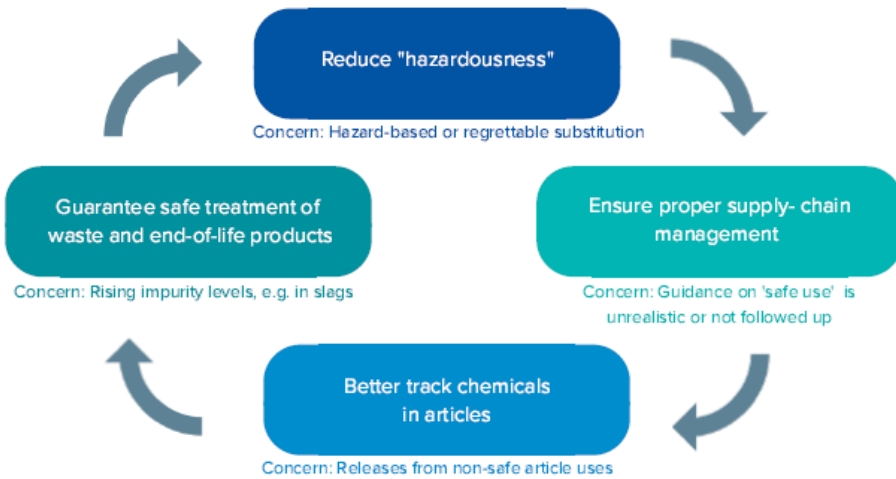 Reduce "hazardousness"
Concern: Hazard-based or regrettable substitution
Ensure proper supply- chain
management
Concern: Guidance on 'safe use' is
unrealistic or not followed up
Better track chemicals
in articles
Concern: Releases from non-safe article uses
Guarantee safe treatment of
waste and end-of-life products
Concern: Rising impurity levels, e.g. in slags